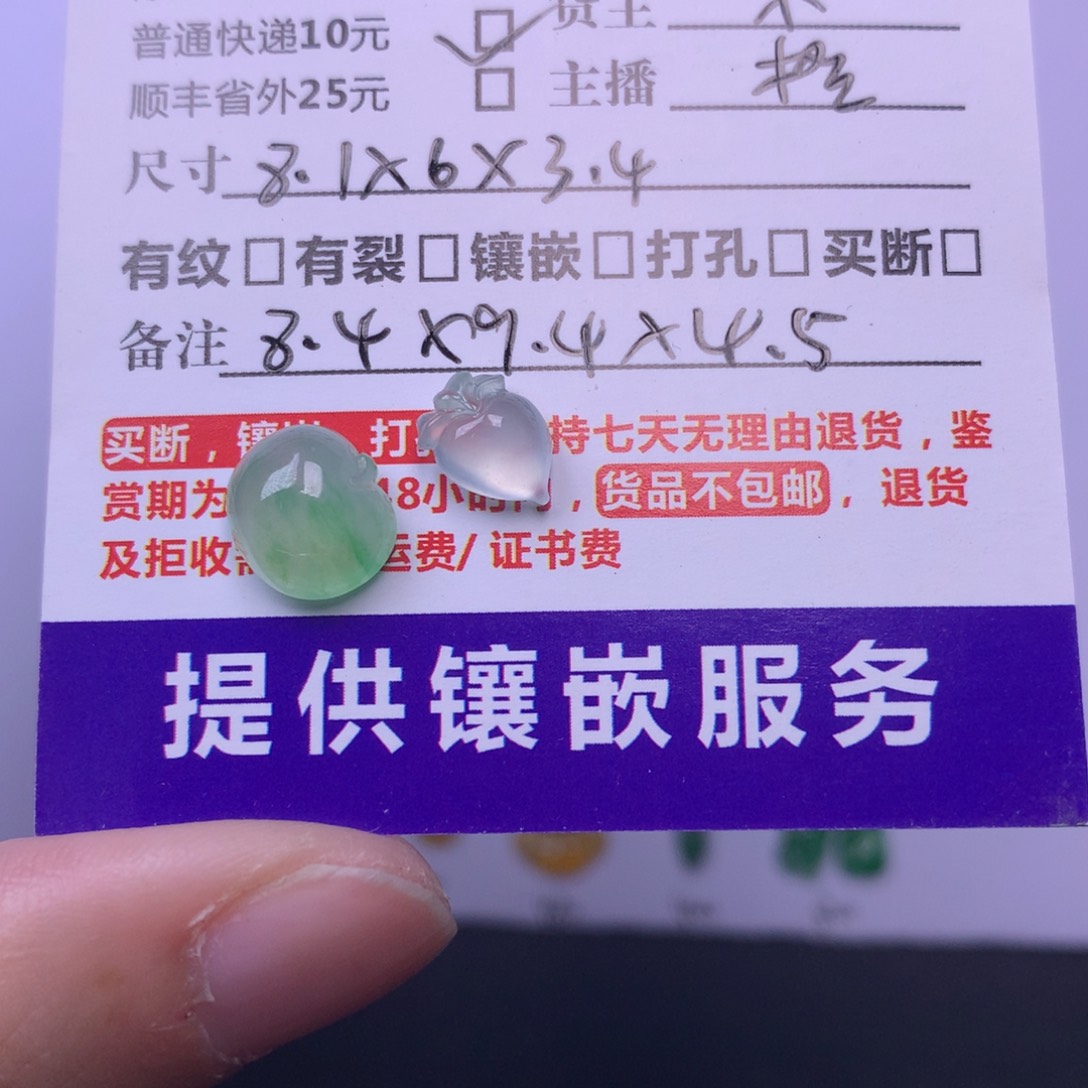 普通快递10元 □ 货主
顺丰省外25元 □ 主播
尺寸 8.1X6X3.4
有纹□有裂□镶嵌□打孔□买断□
备注 8.4X9.4X4.5
买断，镶嵌 打 持七天无理由退货，鉴
赏期为 48小时内，货品不包邮，退货
及拒收 运费/证书费
提供镶嵌服务